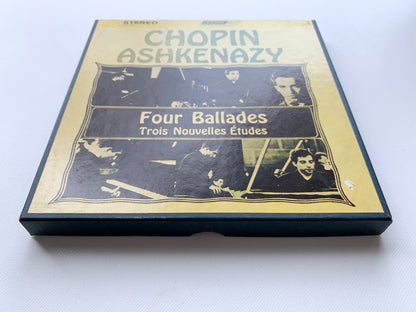 STEREO
CHOPIN
ASHKENAZY
Four Ballades
Trois Nouvelles Études